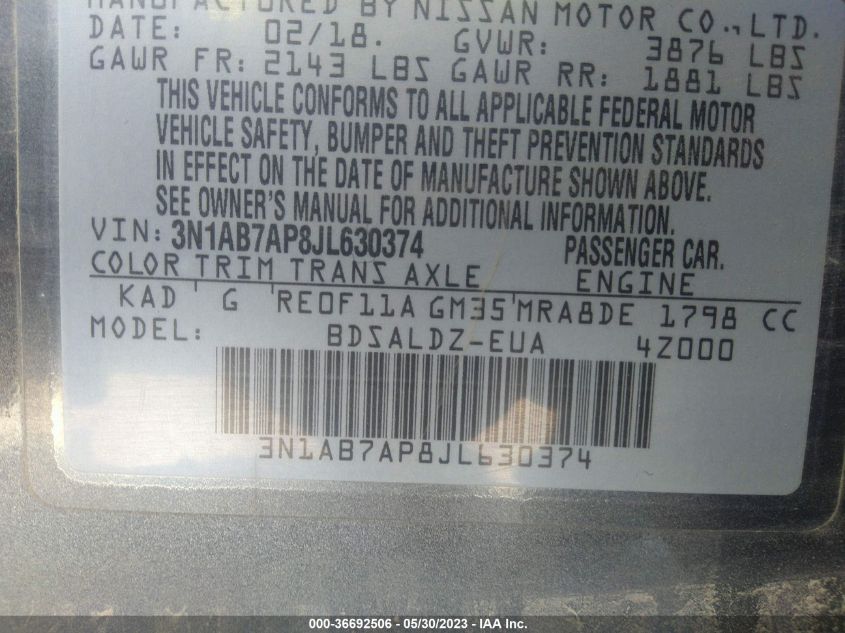 MANUFACTURED BY NISSAN MOTOR CO.,LTD.
DATE: 02/18. GVWR: 3876 LBS
GAWR FR: 2143 LBS GAWR RR: 1881 LBS
THIS VEHICLE CONFORMS TO ALL APPLICABLE FEDERAL MOTOR
VEHICLE SAFETY, BUMPER AND THEFT PREVENTION STANDARDS
IN EFFECT ON THE DATE OF MANUFACTURE SHOWN ABOVE.
SEE OWNER'S MANUAL FOR ADDITIONAL INFORMATION.
VIN: 3N1AB7AP8JL630374 PASSENGER CAR.
COLOR TRIM TRANS AXLE ENGINE
KAD G RE0F11A GM35 MRA8DE 1798 CC
MODEL: BDSALDZ-EUA 4Z000
3N1AB7AP8JL630374
000-36692506 / 05/30/2023 / IAA Inc.